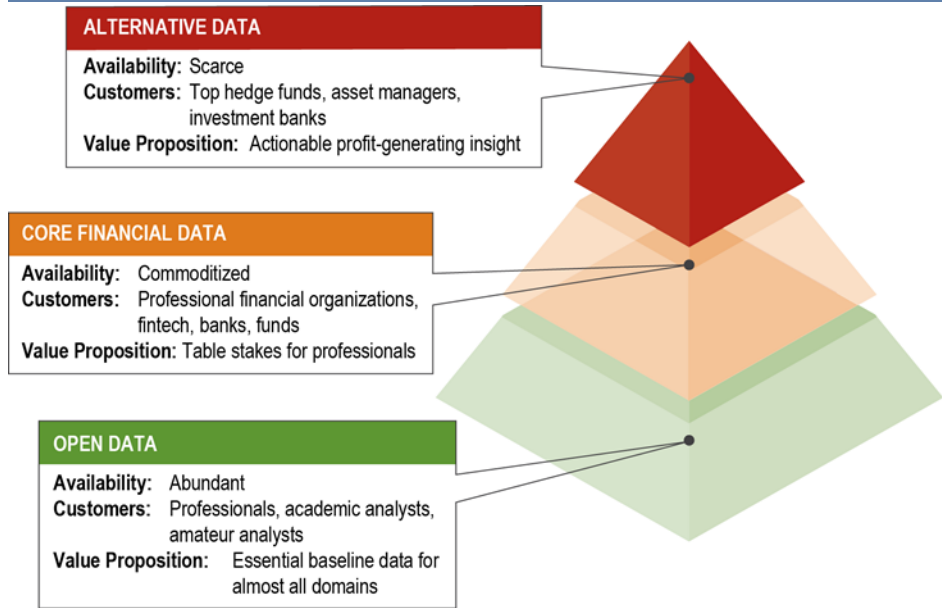 ALTERNATIVE DATA
Availability: Scarce
Customers: Top hedge funds, asset managers,
investment banks
Value Proposition: Actionable profit-generating insight
CORE FINANCIAL DATA
Availability: Commoditized
Customers: Professional financial organizations,
fintech, banks, funds
Value Proposition: Table stakes for professionals
OPEN DATA
Availability: Abundant
Customers: Professionals, academic analysts,
amateur analysts
Value Proposition: Essential baseline data for
almost all domains